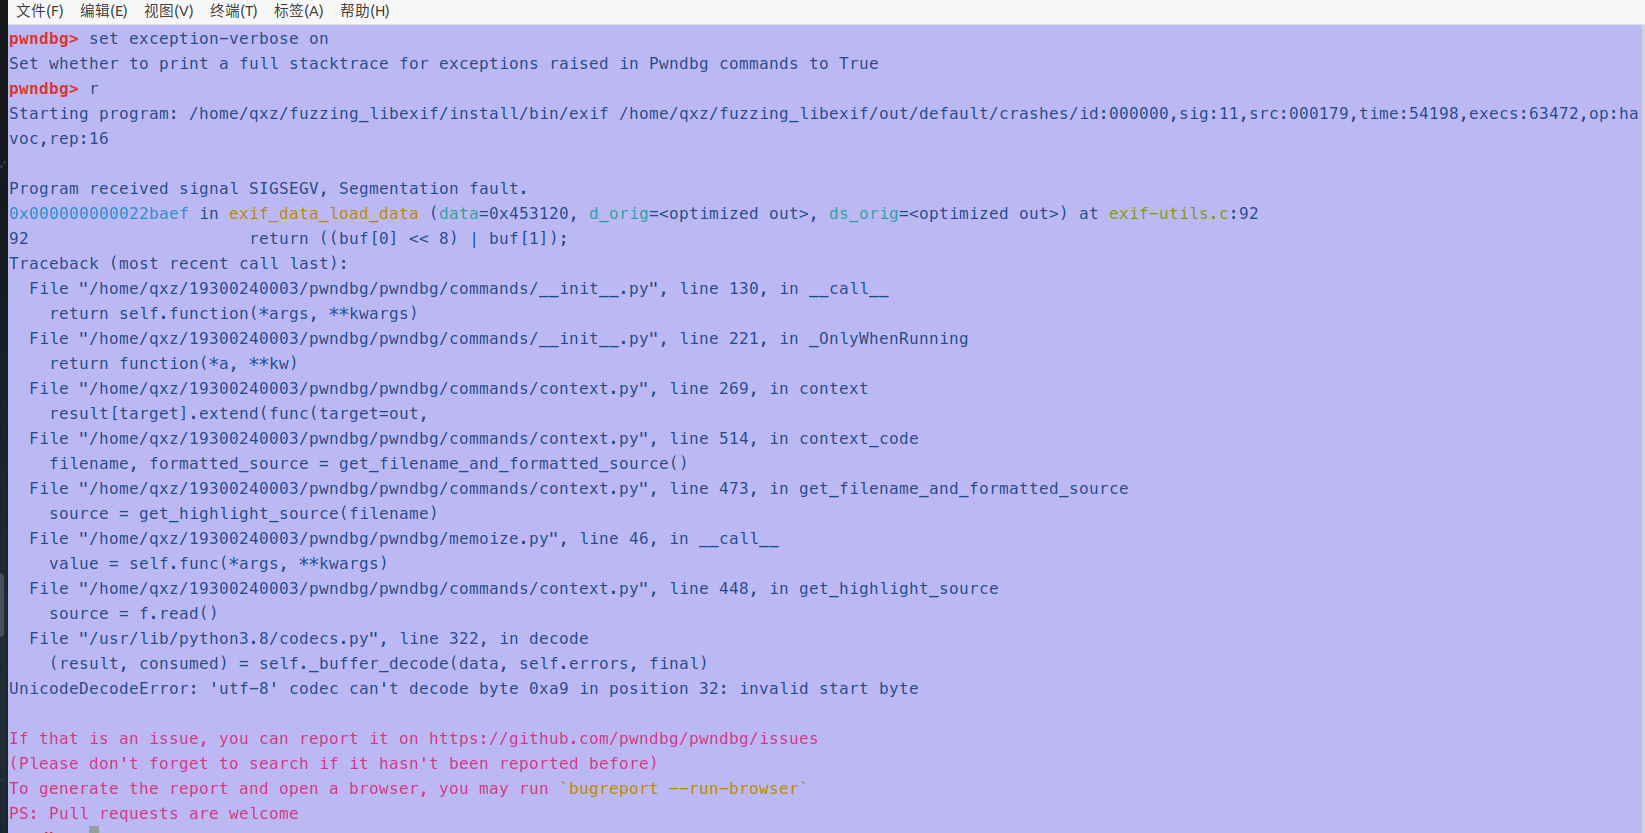 文件(F) 编辑(E) 视图(V) 终端(T) 标签(A) 帮助(H)
pwndbg> set exception-verbose on
Set whether to print a full stacktrace for exceptions raised in Pwndbg commands to True
pwndbg> r
Starting program: /home/qxz/fuzzing_libexif/install/bin/exif /home/qxz/fuzzing_libexif/out/default/crashes/id:000000,sig:11,src:000179,time:54198,execs:63472,op:ha
voc,rep:16
Program received signal SIGSEGV, Segmentation fault.
0x000000000022baef in exif_data_load_data (data=0x453120, d_orig=<optimized out>, ds_orig=<optimized out>) at exif-utils.c:92
92                      return ((buf[0] << 8) | buf[1]);
Traceback (most recent call last):
  File "/home/qxz/19300240003/pwndbg/pwndbg/commands/__init__.py", line 130, in __call__
    return self.function(*args, **kwargs)
  File "/home/qxz/19300240003/pwndbg/pwndbg/commands/__init__.py", line 221, in _OnlyWhenRunning
    return function(*a, **kw)
  File "/home/qxz/19300240003/pwndbg/pwndbg/commands/context.py", line 269, in context
    result[target].extend(func(target=out,
  File "/home/qxz/19300240003/pwndbg/pwndbg/commands/context.py", line 514, in context_code
    filename, formatted_source = get_filename_and_formatted_source()
  File "/home/qxz/19300240003/pwndbg/pwndbg/commands/context.py", line 473, in get_filename_and_formatted_source
    source = get_highlight_source(filename)
  File "/home/qxz/19300240003/pwndbg/pwndbg/memoize.py", line 46, in __call__
    value = self.func(*args, **kwargs)
  File "/home/qxz/19300240003/pwndbg/pwndbg/commands/context.py", line 448, in get_highlight_source
    source = f.read()
  File "/usr/lib/python3.8/codecs.py", line 322, in decode
    (result, consumed) = self._buffer_decode(data, self.errors, final)
UnicodeDecodeError: 'utf-8' codec can't decode byte 0xa9 in position 32: invalid start byte
If that is an issue, you can report it on https://github.com/pwndbg/pwndbg/issues
(Please don't forget to search if it hasn't been reported before)
To generate the report and open a browser, you may run `bugreport --run-browser`
PS: Pull requests are welcome